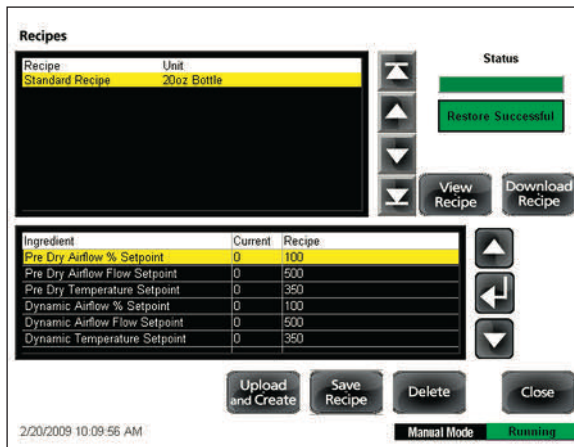 Recipes
Recipe Unit
Standard Recipe 20oz Bottle
Status
Restore Successful
View Recipe
Download Recipe
Ingredient Current Recipe
Pre Dry Airflow % Setpoint 0 100
Pre Dry Airflow Flow Setpoint 0 500
Pre Dry Temperature Setpoint 0 350
Dynamic Airflow % Setpoint 0 100
Dynamic Airflow Flow Setpoint 0 500
Dynamic Temperature Setpoint 0 350
Upload and Create
Save Recipe
Delete
Close
2/20/2009 10:09:56 AM
Manual Mode Running